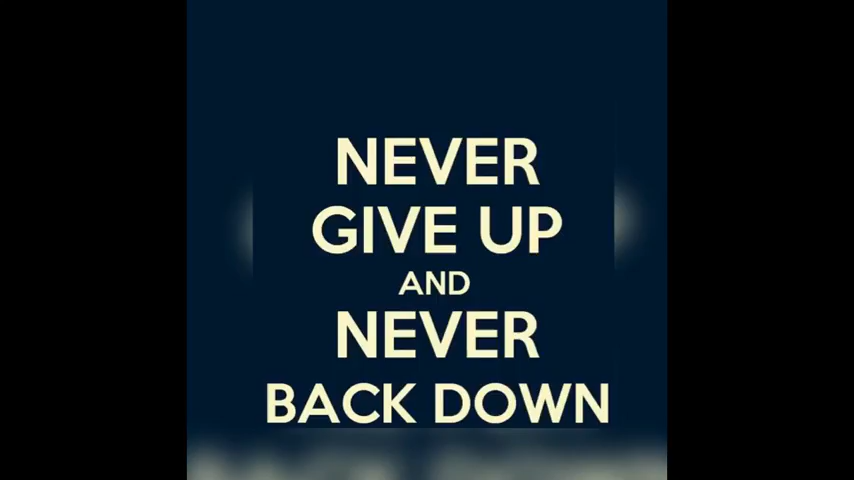 NEVER
GIVE UP
AND
NEVER
BACK DOWN